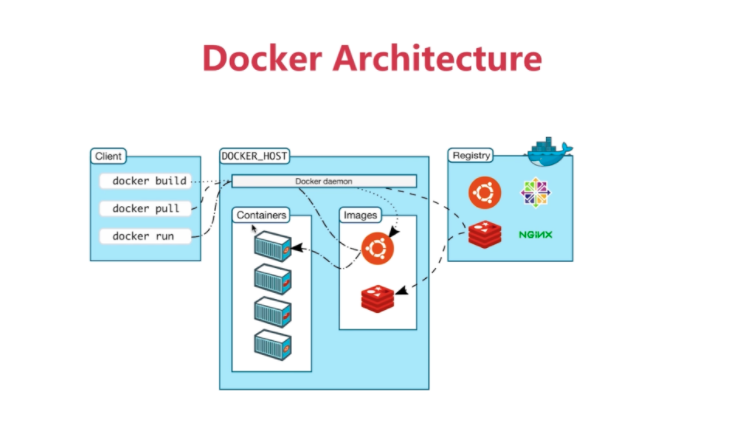 Docker Architecture
Client
docker build
docker pull
docker run
DOCKER_HOST
Docker daemon
Containers
Images
Registry
NGINX